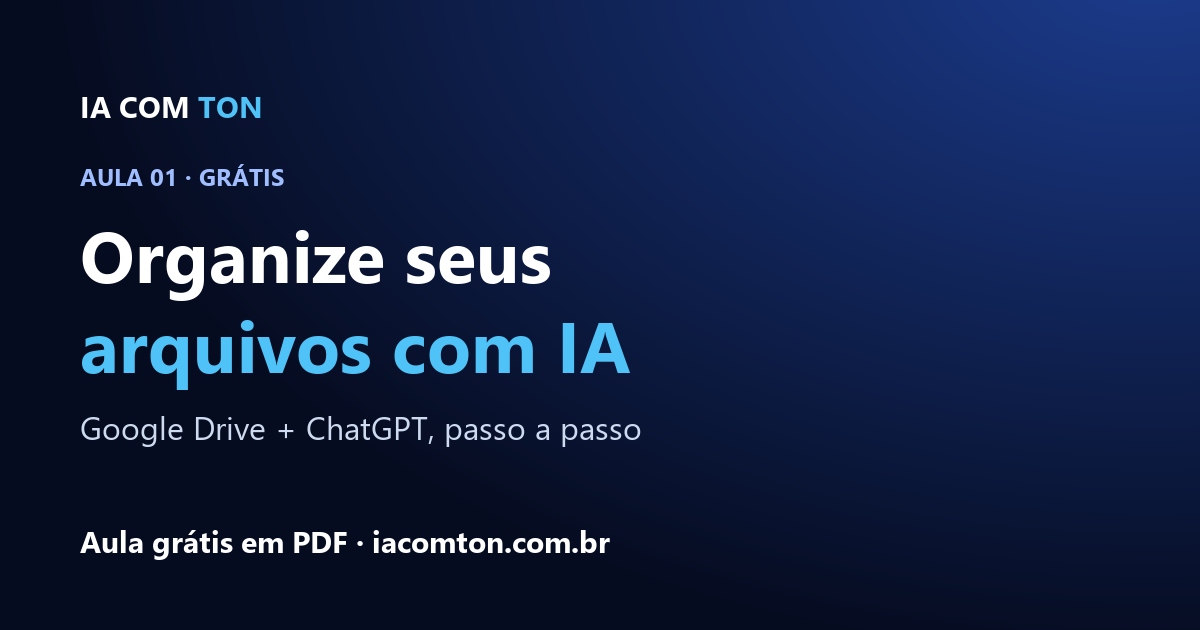 IA COM TON
AULA 01 · GRÁTIS
Organize seus
arquivos com IA
Google Drive + ChatGPT, passo a passo
Aula grátis em PDF · iacomton.com.br